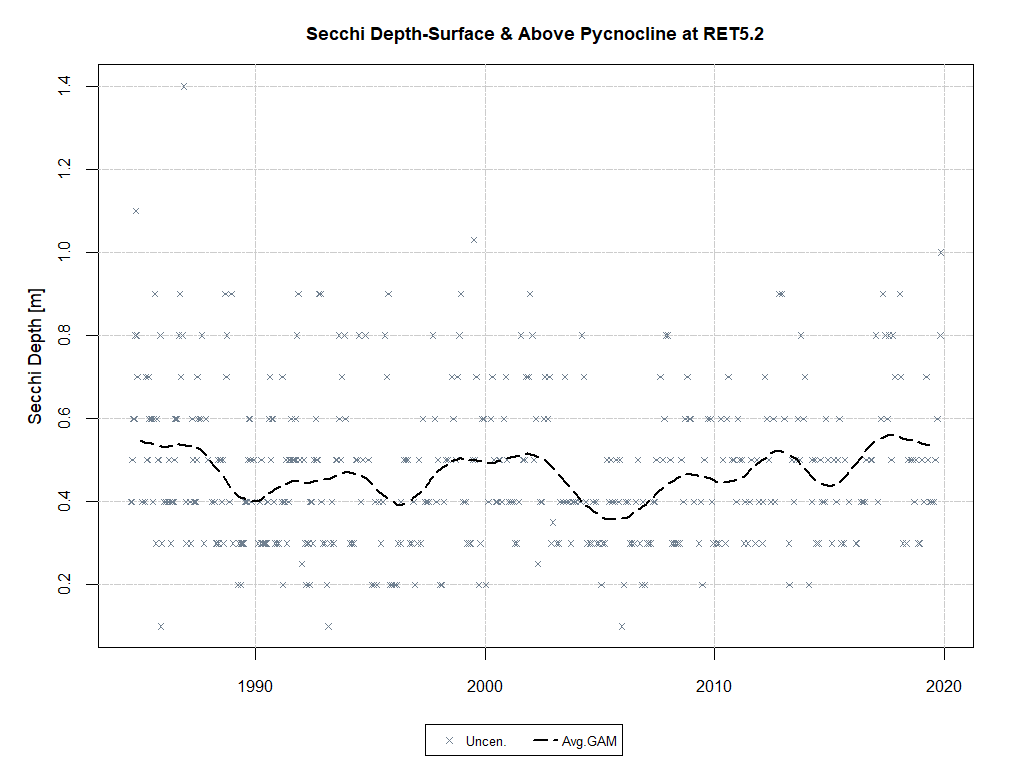 Secchi Depth-Surface & Above Pycnocline at RET5.2
Secchi Depth [m]
1.4
1.2
1.0
0.8
0.6
0.4
0.2
1990 2000 2010 2020
Uncen. Avg.GAM